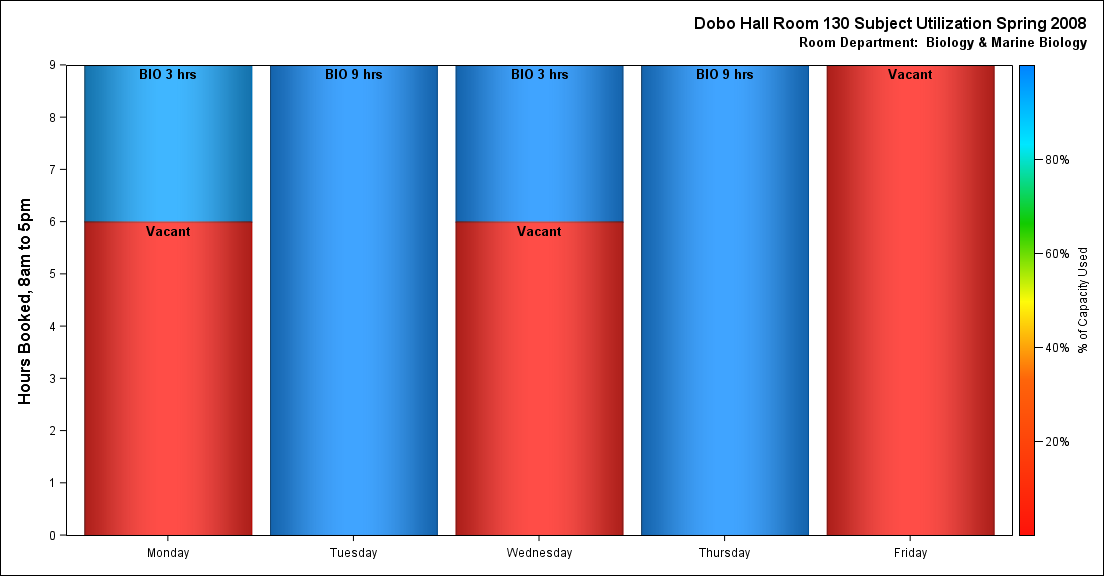 Dobo Hall Room 130 Subject Utilization Spring 2008
Room Department:  Biology & Marine Biology
Hours Booked, 8am to 5pm
9
8
7
6
5
4
3
2
1
0
BIO 3 hrs
BIO 9 hrs
BIO 3 hrs
BIO 9 hrs
Vacant
Vacant
Vacant
Monday
Tuesday
Wednesday
Thursday
Friday
80%
60%
40%
20%
% of Capacity Used